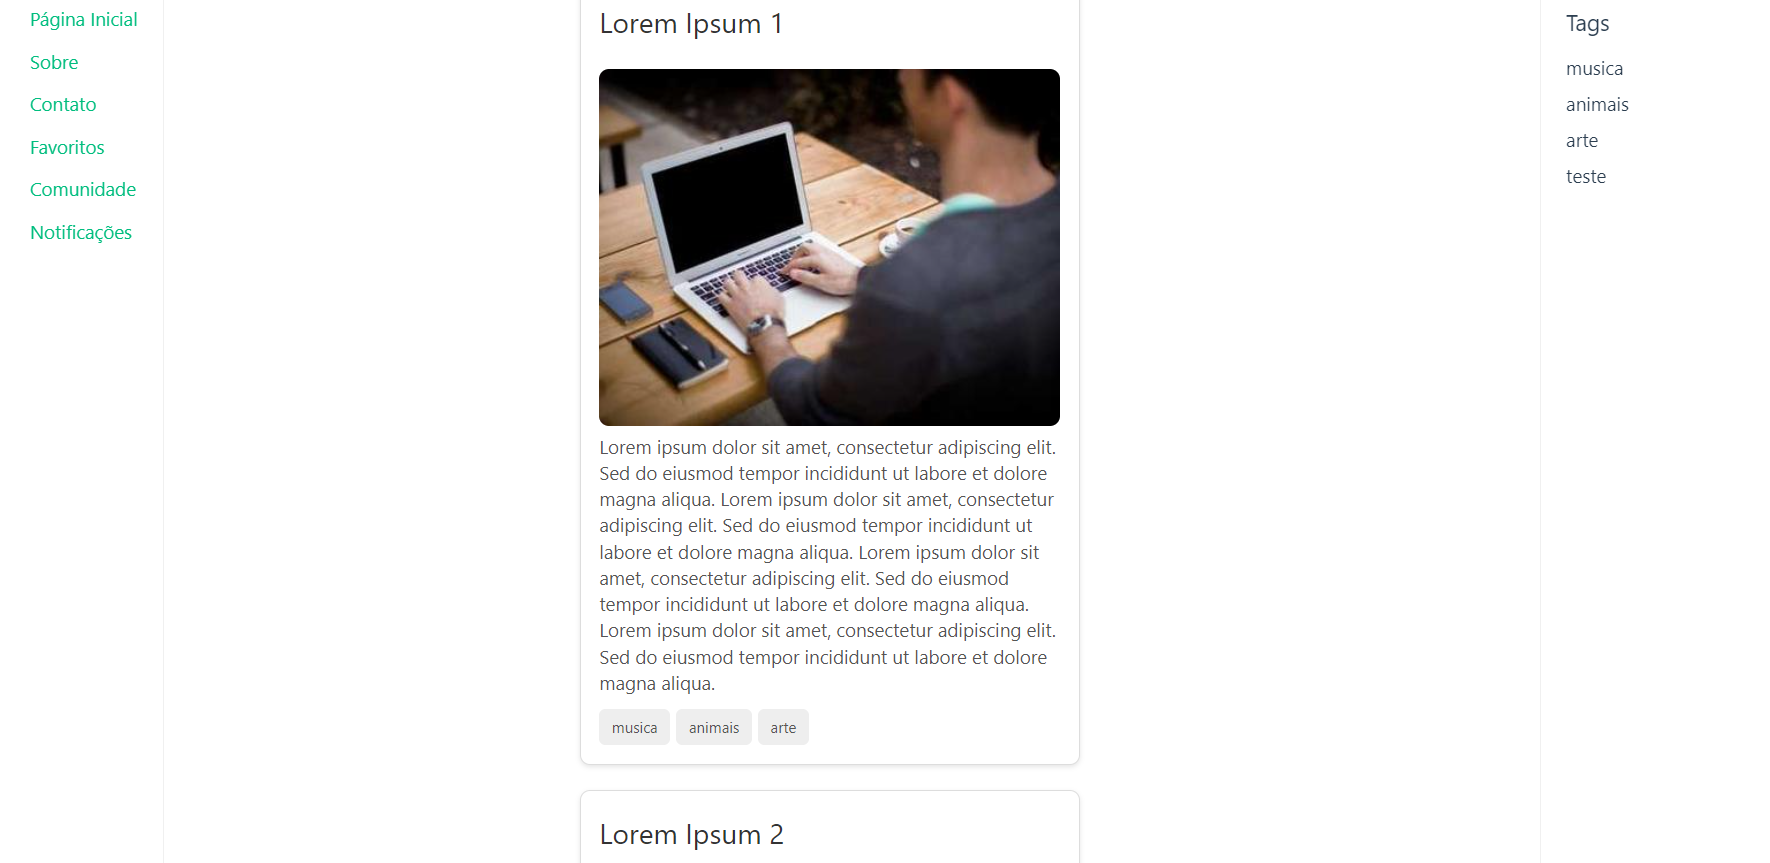 Página Inicial
Sobre
Contato
Favoritos
Comunidade
Notificações
Lorem Ipsum 1
Lorem ipsum dolor sit amet, consectetur adipiscing elit.
Sed do eiusmod tempor incididunt ut labore et dolore
magna aliqua. Lorem ipsum dolor sit amet, consectetur
adipiscing elit. Sed do eiusmod tempor incididunt ut
labore et dolore magna aliqua. Lorem ipsum dolor sit
amet, consectetur adipiscing elit. Sed do eiusmod
tempor incididunt ut labore et dolore magna aliqua.
Lorem ipsum dolor sit amet, consectetur adipiscing elit.
Sed do eiusmod tempor incididunt ut labore et dolore
magna aliqua.
musica animais arte
Lorem Ipsum 2
Tags
musica
animais
arte
teste